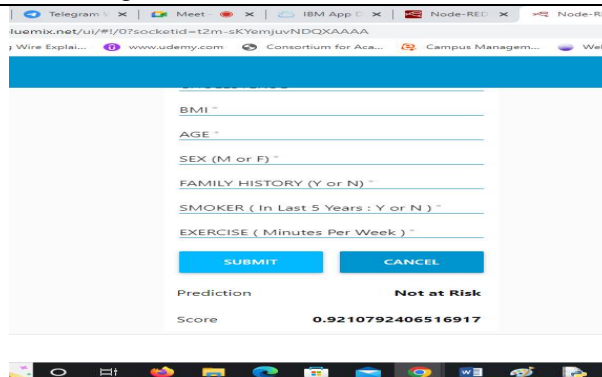 Telegram W × Meet - × IBM App D × Node-RED × Node-RE
luemix.net/ui/#!/0?socketid=t2m-sKYemjuvNDQXAAAA
Wire Explai... www.udemy.com Consortium for Aca... Campus Managem... Wel
BMI *
AGE *
SEX (M or F) *
FAMILY HISTORY (Y or N) *
SMOKER ( In Last 5 Years : Y or N ) *
EXERCISE ( Minutes Per Week ) *
SUBMIT CANCEL
Prediction Not at Risk
Score 0.9210792406516917